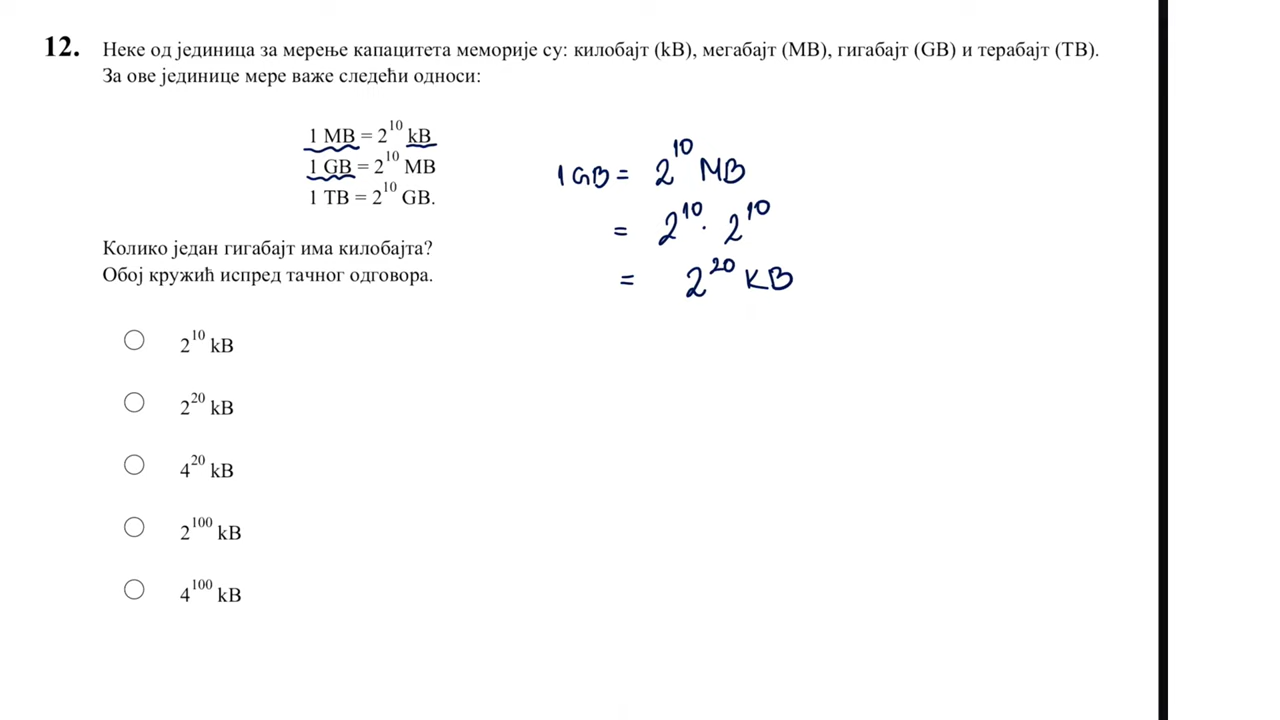 12. Неке од јединица за мерење капацитета меморије су: килобајт (kB), мегабајт (MB), гигабајт (GB) и терабајт (TB).
За ове јединице мере важе следећи односи:
1 MB = 2^10 kB
1 GB = 2^10 MB
1 TB = 2^10 GB.
Колико један гигабајт има килобајта?
Обој кружић испред тачног одговора.
2^10 kB
2^20 kB
4^20 kB
2^100 kB
4^100 kB
1 GB = 2^10 MB
= 2^10 · 2^10
= 2^20 KB